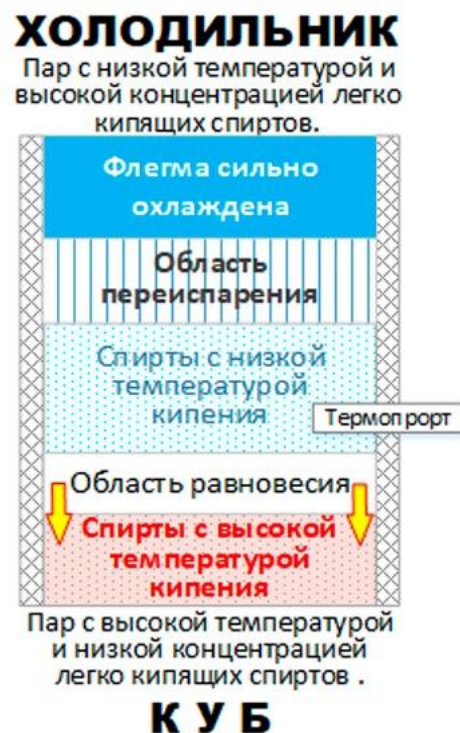 ХОЛОДИЛЬНИК
Пар с низкой температурой и
высокой концентрацией легко
кипящих спиртов.
Флегма сильно
охлаждена
Область
переиспарения
Спирты с низкой
температурой
кипения
Термопрорт
Область равновесия
Спирты с высокой
температурой
кипения
Пар с высокой температурой
и низкой концентрацией
легко кипящих спиртов .
К У Б